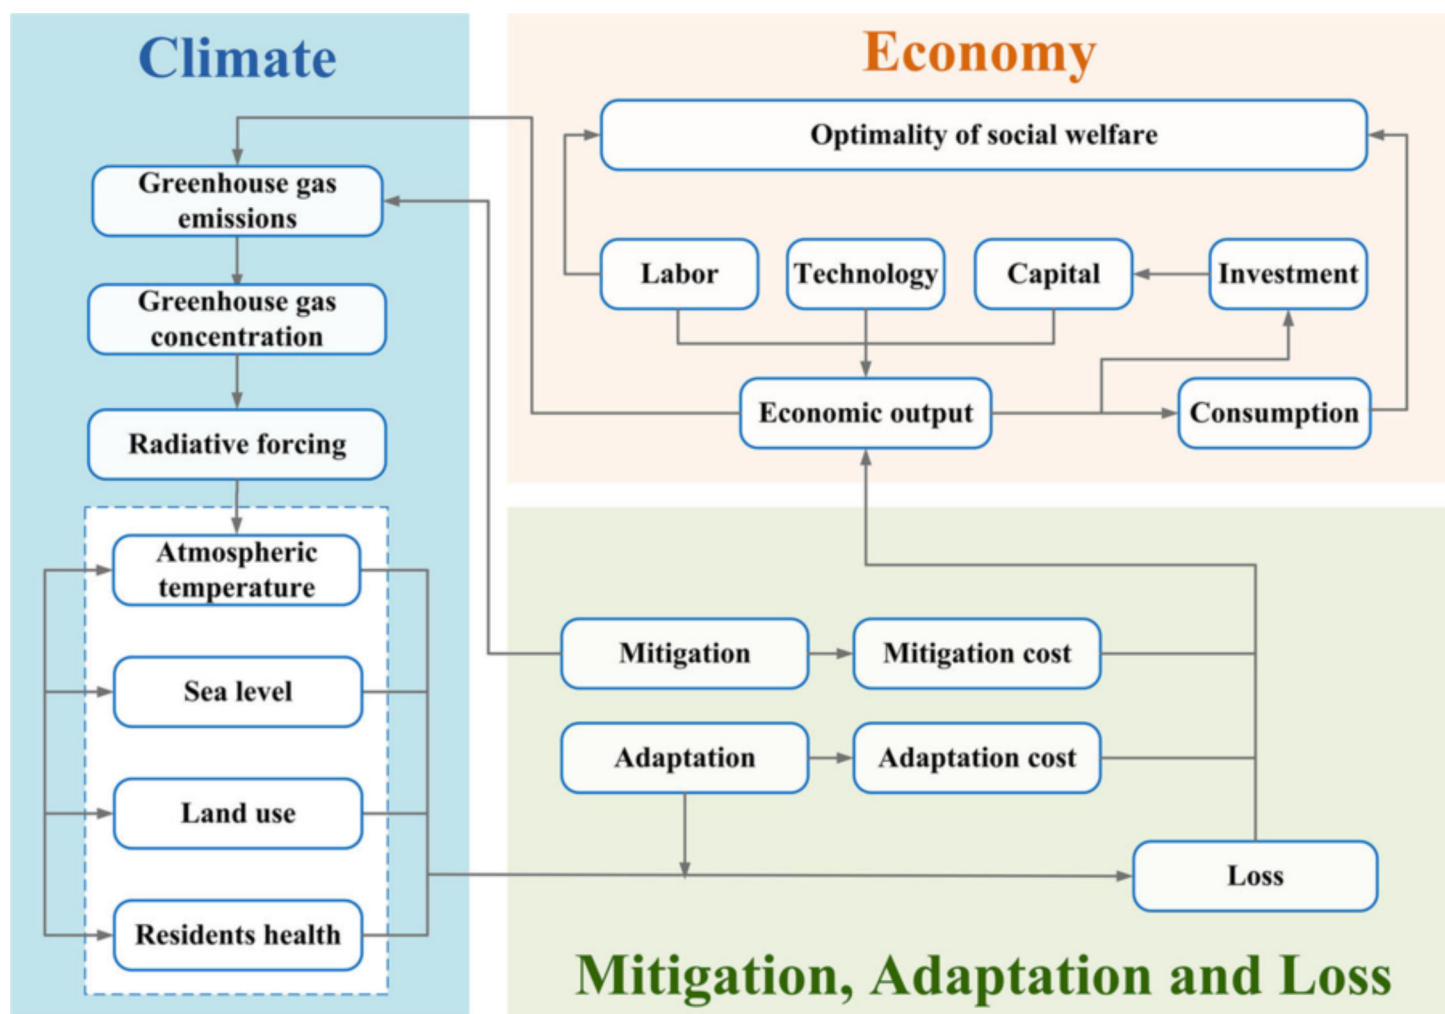 Climate
Greenhouse gas
emissions
Greenhouse gas
concentration
Radiative forcing
Atmospheric
temperature
Sea level
Land use
Residents health
Economy
Optimality of social welfare
Labor
Technology
Capital
Investment
Economic output
Consumption
Mitigation
Mitigation cost
Adaptation
Adaptation cost
Loss
Mitigation, Adaptation and Loss